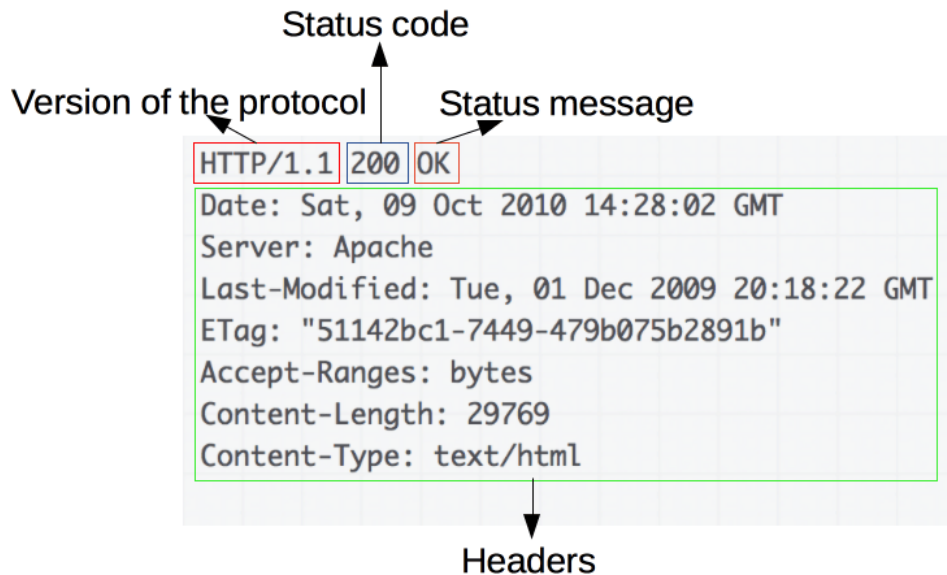 Status code
Version of the protocol
Status message
HTTP/1.1 200 OK
Date: Sat, 09 Oct 2010 14:28:02 GMT
Server: Apache
Last-Modified: Tue, 01 Dec 2009 20:18:22 GMT
ETag: "51142bc1-7449-479b075b2891b"
Accept-Ranges: bytes
Content-Length: 29769
Content-Type: text/html
Headers